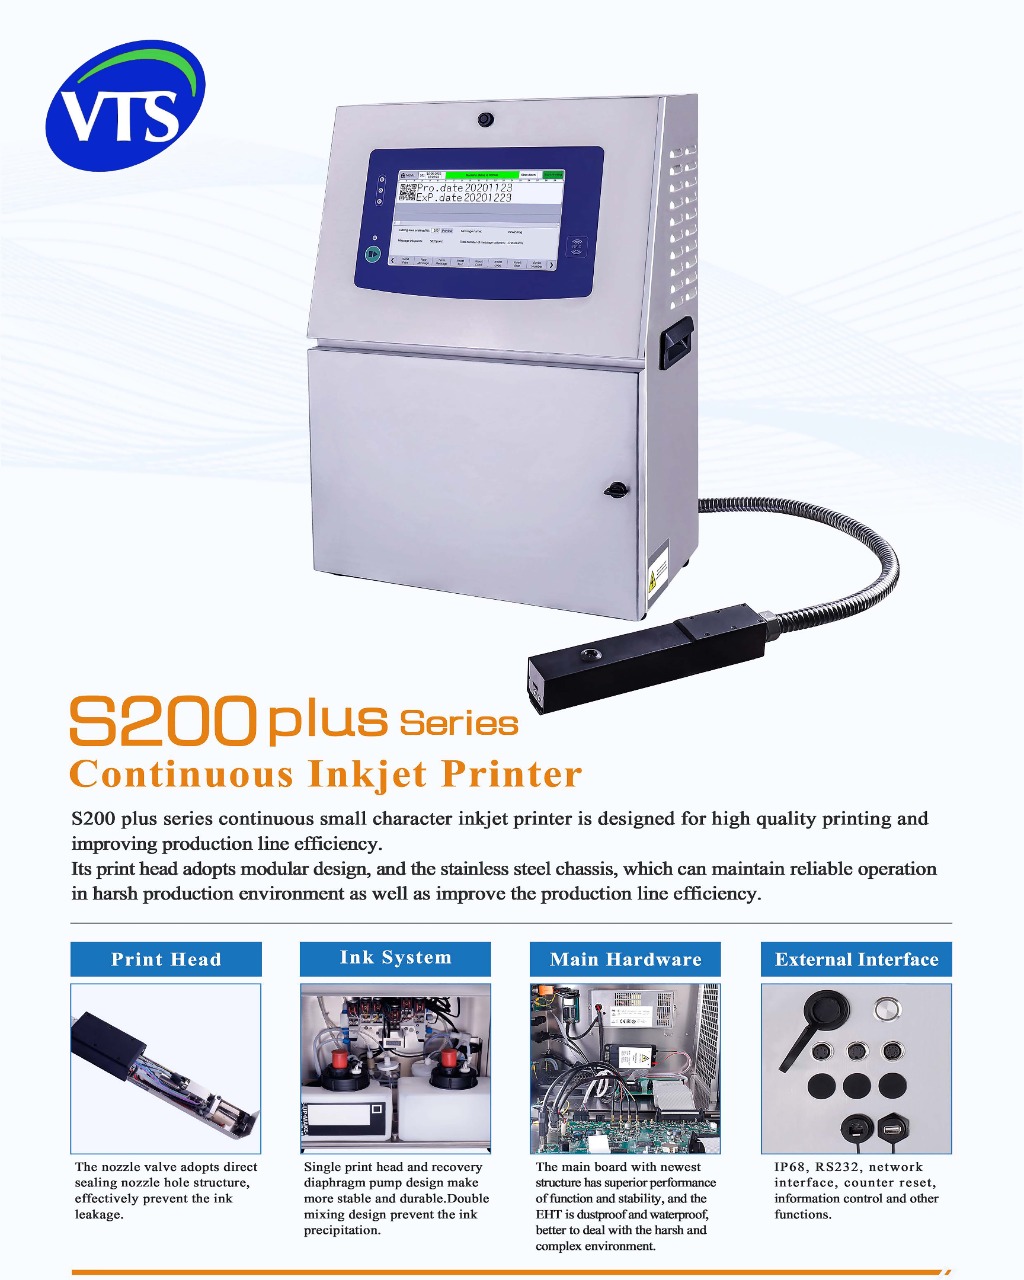 VTS
Pro.date 20201123
ExP.date 20201223
S200 plus Series
Continuous Inkjet Printer
S200 plus series continuous small character inkjet printer is designed for high quality printing and
improving production line efficiency.
Its print head adopts modular design, and the stainless steel chassis, which can maintain reliable operation
in harsh production environment as well as improve the production line efficiency.
Print Head
Ink System
Main Hardware
External Interface
The nozzle valve adopts direct
sealing nozzle hole structure,
effectively prevent the ink
leakage.
Single print head and recovery
diaphragm pump design make
more stable and durable.Double
mixing design prevent the ink
precipitation.
The main board with newest
structure has superior performance
of function and stability, and the
EHT is dustproof and waterproof,
better to deal with the harsh and
complex environment.
IP68, RS232, network
interface, counter reset,
information control and other
functions.